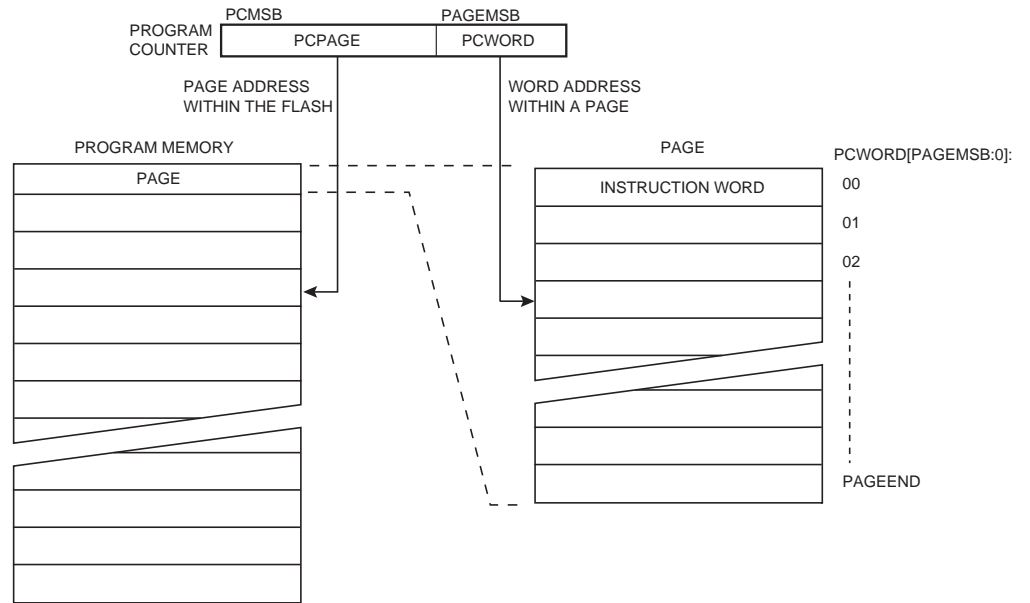 PCMSB
PAGEMSB
PROGRAM
COUNTER
PCPAGE
PCWORD
PAGE ADDRESS
WITHIN THE FLASH
WORD ADDRESS
WITHIN A PAGE
PROGRAM MEMORY
PAGE
PAGE
PCWORD[PAGEMSB:0]:
INSTRUCTION WORD
00
01
02
PAGEEND